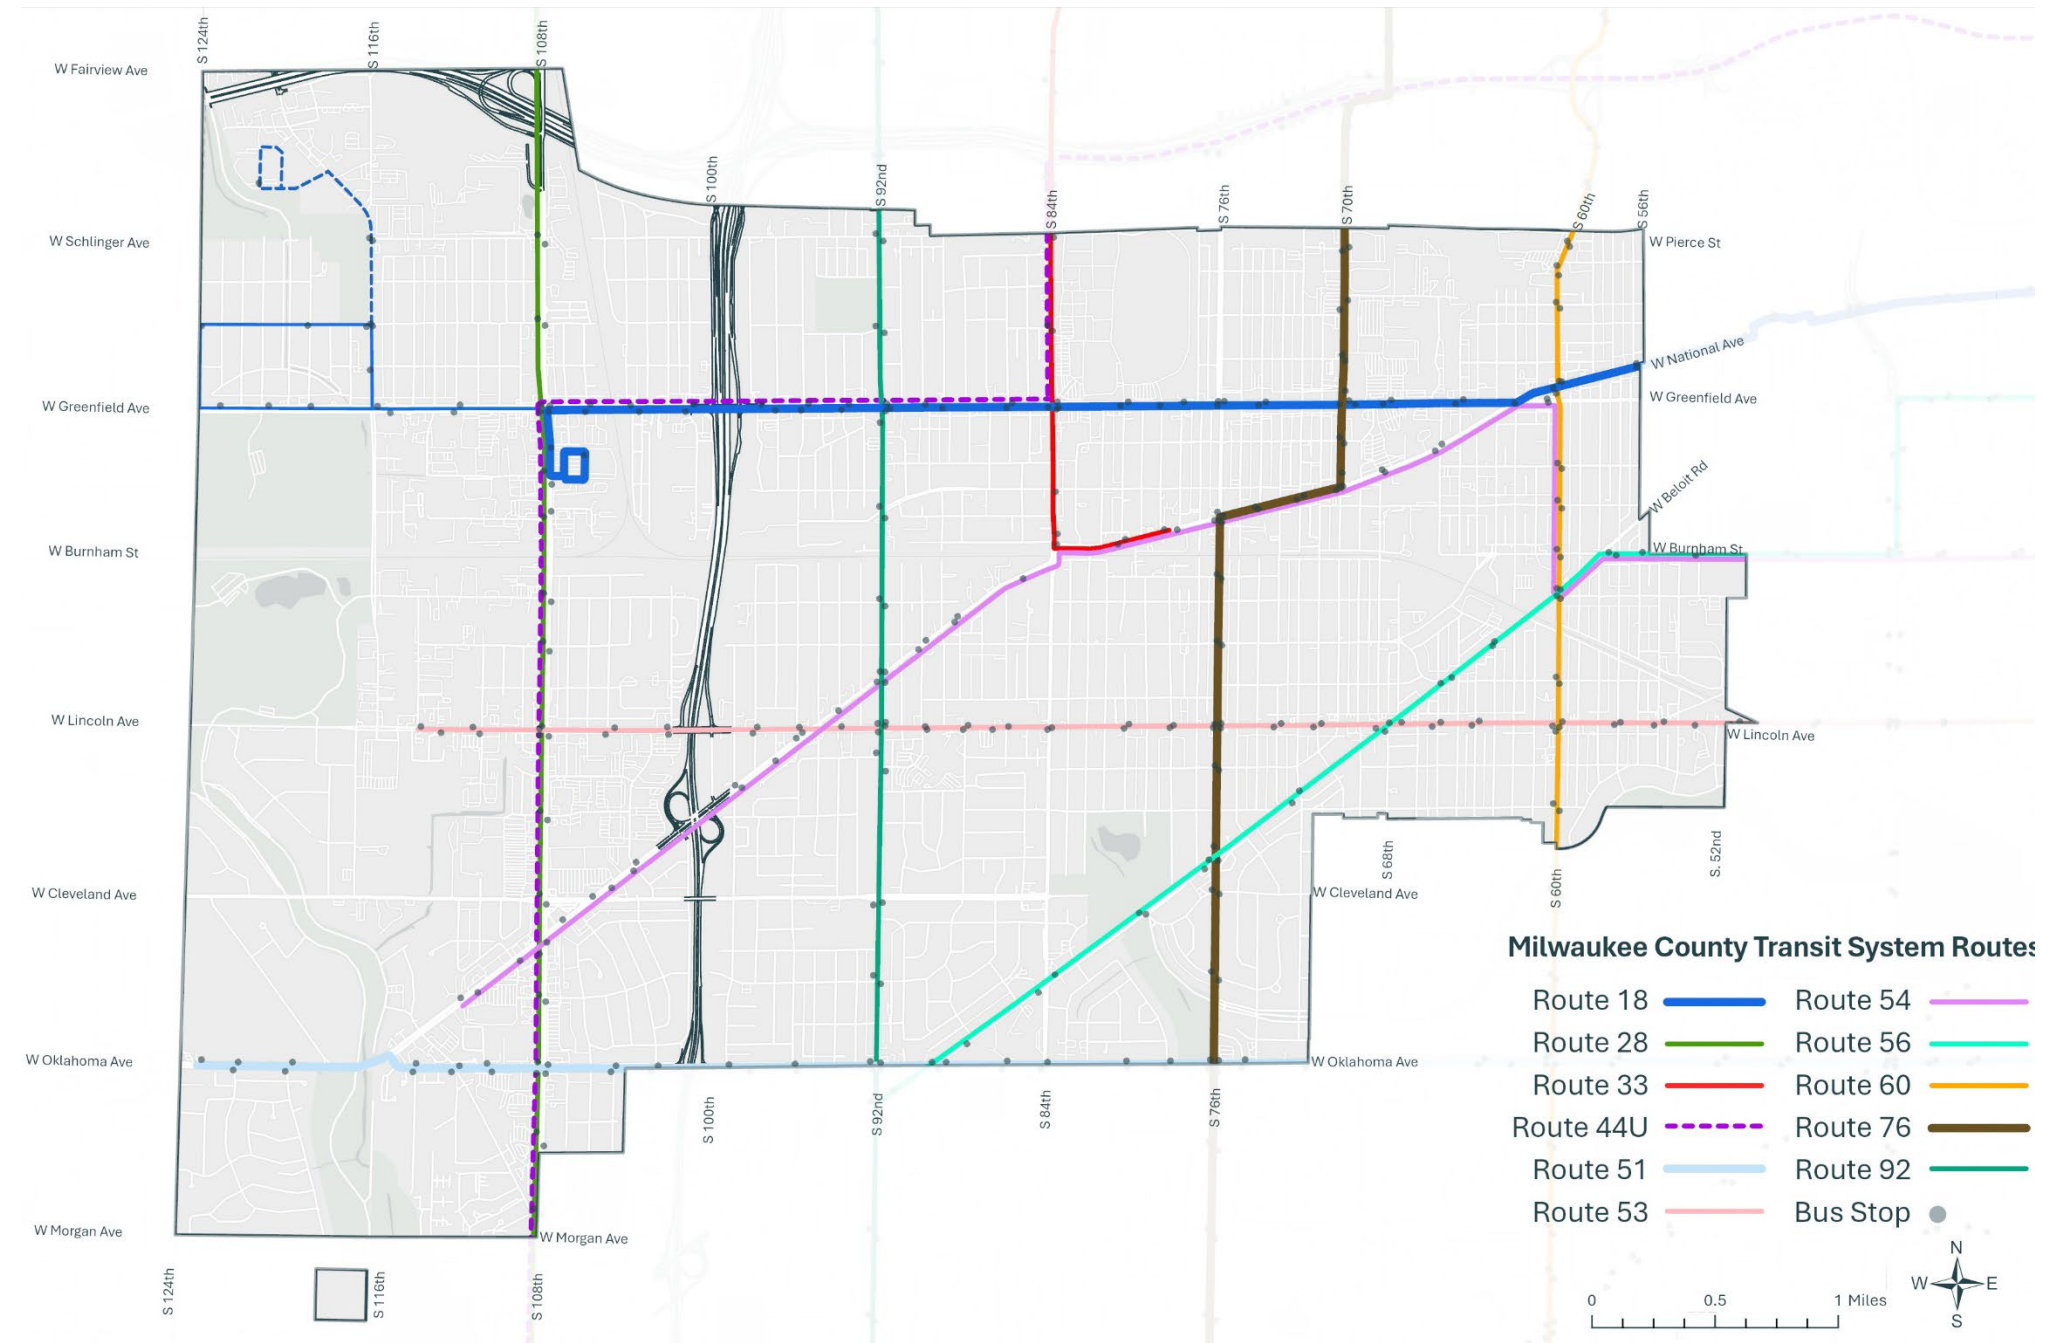 S 124th
S 116th
S 108th
W Fairview Ave
S 100th
S 92nd
S 84th
S 76th
S 70th
S 60th
S 56th
W Schlinger Ave
W Pierce St
W National Ave
W Greenfield Ave
W Greenfield Ave
W Beloit Rd
W Burnham St
W Burnham St
W Lincoln Ave
W Lincoln Ave
S 68th
S. 52nd
W Cleveland Ave
W Cleveland Ave
S 60th
W Oklahoma Ave
W Oklahoma Ave
S 100th
S 92nd
S 84th
S 76th
W Morgan Ave
W Morgan Ave
S 124th
S 116th
S 108th
Milwaukee County Transit System Routes
Route 18
Route 28
Route 33
Route 44U
Route 51
Route 53
Route 54
Route 56
Route 60
Route 76
Route 92
Bus Stop
N
W E
S
0 0.5 1 Miles